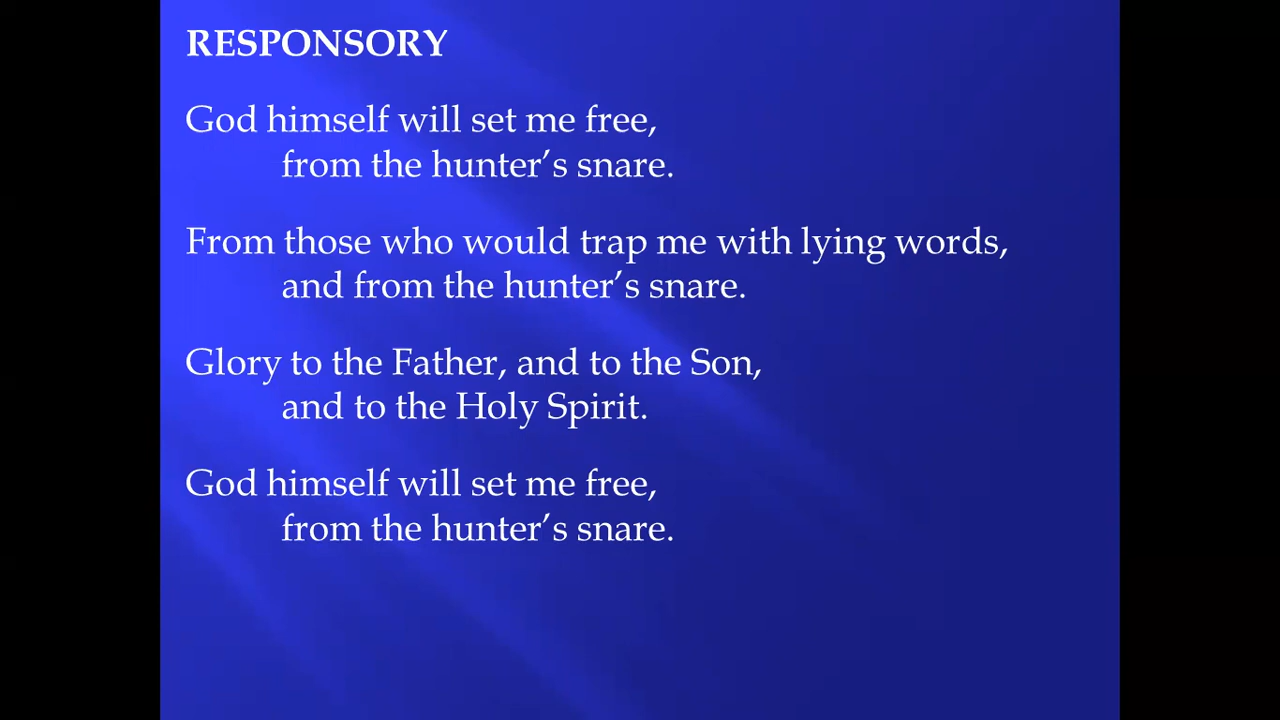 RESPONSORY
God himself will set me free,
from the hunter’s snare.
From those who would trap me with lying words,
and from the hunter’s snare.
Glory to the Father, and to the Son,
and to the Holy Spirit.
God himself will set me free,
from the hunter’s snare.